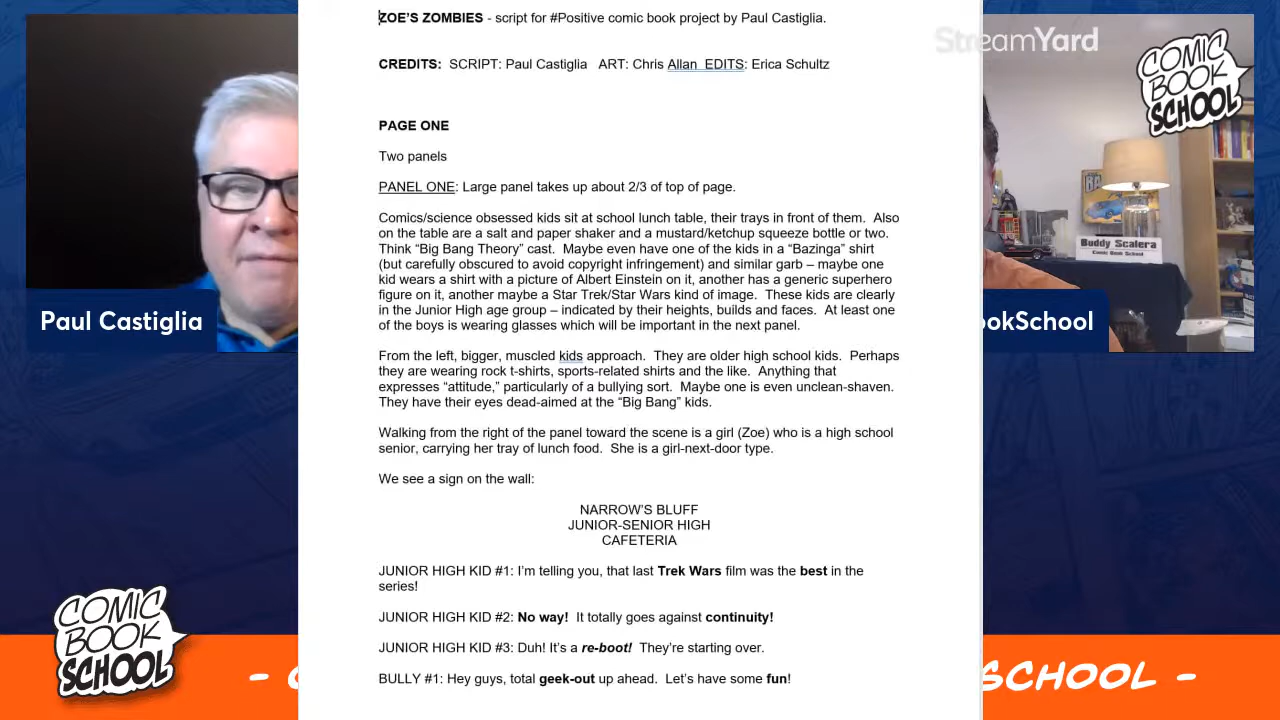 ZOE'S ZOMBIES - script for #Positive comic book project by Paul Castiglia.
StreamYard
COMIC
BOOK
SCHOOL
CREDITS:  SCRIPT: Paul Castiglia   ART: Chris Allan  EDITS: Erica Schultz
PAGE ONE
Two panels
PANEL ONE: Large panel takes up about 2/3 of top of page.
Comics/science obsessed kids sit at school lunch table, their trays in front of them.  Also
on the table are a salt and paper shaker and a mustard/ketchup squeeze bottle or two.
Think “Big Bang Theory” cast.  Maybe even have one of the kids in a “Bazinga” shirt
(but carefully obscured to avoid copyright infringement) and similar garb – maybe one
kid wears a shirt with a picture of Albert Einstein on it, another has a generic superhero
figure on it, another maybe a Star Trek/Star Wars kind of image.  These kids are clearly
in the Junior High age group – indicated by their heights, builds and faces.  At least one
of the boys is wearing glasses which will be important in the next panel.
Buddy Scalera
Comic Book School
Paul Castiglia
ookSchool
From the left, bigger, muscled kids approach.  They are older high school kids.  Perhaps
they are wearing rock t-shirts, sports-related shirts and the like.  Anything that
expresses “attitude,” particularly of a bullying sort.  Maybe one is even unclean-shaven.
They have their eyes dead-aimed at the “Big Bang” kids.
Walking from the right of the panel toward the scene is a girl (Zoe) who is a high school
senior, carrying her tray of lunch food.  She is a girl-next-door type.
We see a sign on the wall:
NARROW'S BLUFF
JUNIOR-SENIOR HIGH
CAFETERIA
JUNIOR HIGH KID #1: I'm telling you, that last Trek Wars film was the best in the
series!
JUNIOR HIGH KID #2: No way!  It totally goes against continuity!
JUNIOR HIGH KID #3: Duh! It's a re-boot!  They're starting over.
BULLY #1: Hey guys, total geek-out up ahead.  Let's have some fun!
COMIC
BOOK
SCHOOL
- C
SCHOOL -